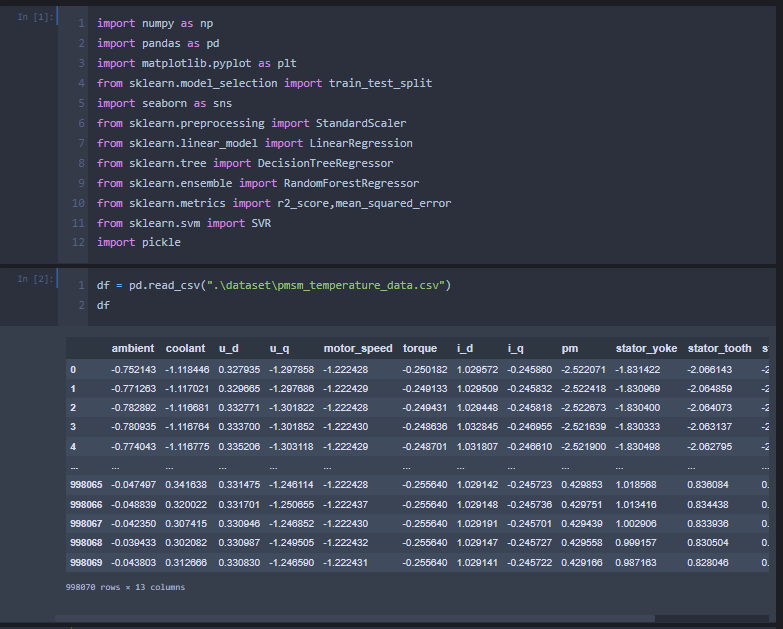 In [1]:
1 import numpy as np
2 import pandas as pd
3 import matplotlib.pyplot as plt
4 from sklearn.model_selection import train_test_split
5 import seaborn as sns
6 from sklearn.preprocessing import StandardScaler
7 from sklearn.linear_model import LinearRegression
8 from sklearn.tree import DecisionTreeRegressor
9 from sklearn.ensemble import RandomForestRegressor
10 from sklearn.metrics import r2_score,mean_squared_error
11 from sklearn.svm import SVR
12 import pickle
In [2]:
1 df = pd.read_csv(".\dataset\pmsm_temperature_data.csv")
2 df
ambient coolant u_d u_q motor_speed torque i_d i_q pm stator_yoke stator_tooth s
0 -0.752143 -1.118446 0.327935 -1.297858 -1.222428 -0.250182 1.029572 -0.245860 -2.522071 -1.831422 -2.066143 -2
1 -0.771263 -1.117021 0.329665 -1.297686 -1.222429 -0.249133 1.029509 -0.245832 -2.522418 -1.830969 -2.064859 -2
2 -0.782892 -1.116681 0.332771 -1.301822 -1.222428 -0.249431 1.029448 -0.245818 -2.522673 -1.830400 -2.064073 -2
3 -0.780935 -1.116764 0.333700 -1.301852 -1.222430 -0.248636 1.032845 -0.246955 -2.521639 -1.830333 -2.063137 -2
4 -0.774043 -1.116775 0.335206 -1.303118 -1.222429 -0.248701 1.031807 -0.246610 -2.521900 -1.830498 -2.062795 -2
... ... ... ... ... ... ... ... ... ... ... ...
998065 -0.047497 0.341638 0.331475 -1.246114 -1.222428 -0.255640 1.029142 -0.245723 0.429853 1.018568 0.836084 0.
998066 -0.048839 0.320022 0.331701 -1.250655 -1.222437 -0.255640 1.029148 -0.245736 0.429751 1.013416 0.834438 0.
998067 -0.042350 0.307415 0.330946 -1.246852 -1.222430 -0.255640 1.029191 -0.245701 0.429439 1.002906 0.833936 0.
998068 -0.039433 0.302082 0.330987 -1.249505 -1.222432 -0.255640 1.029147 -0.245727 0.429558 0.999157 0.830504 0.
998069 -0.043803 0.312666 0.330830 -1.246590 -1.222431 -0.255640 1.029141 -0.245722 0.429166 0.987163 0.828046 0.
998070 rows × 13 columns